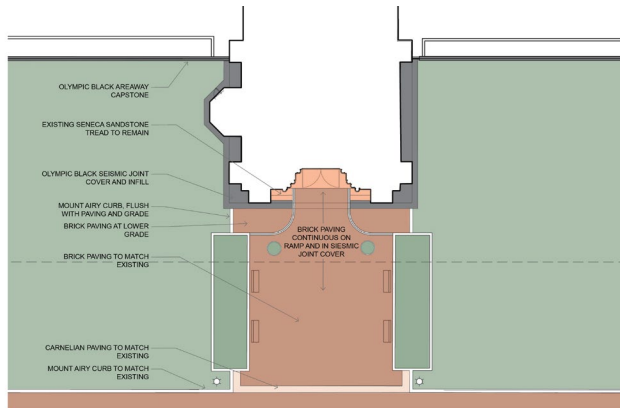 OLYMPIC BLACK AREAWAY
CAPSTONE
EXISTING SENECA SANDSTONE
TREAD TO REMAIN
OLYMPIC BLACK SEISMIC JOINT
COVER AND INFILL
MOUNT AIRY CURB, FLUSH
WITH PAVING AND GRADE
BRICK PAVING AT LOWER
GRADE
BRICK PAVING TO MATCH
EXISTING
CARNELIAN PAVING TO MATCH
EXISTING
MOUNT AIRY CURB TO MATCH
EXISTING
BRICK PAVING
CONTINUOUS ON
RAMP AND IN SIESMIC
JOINT COVER